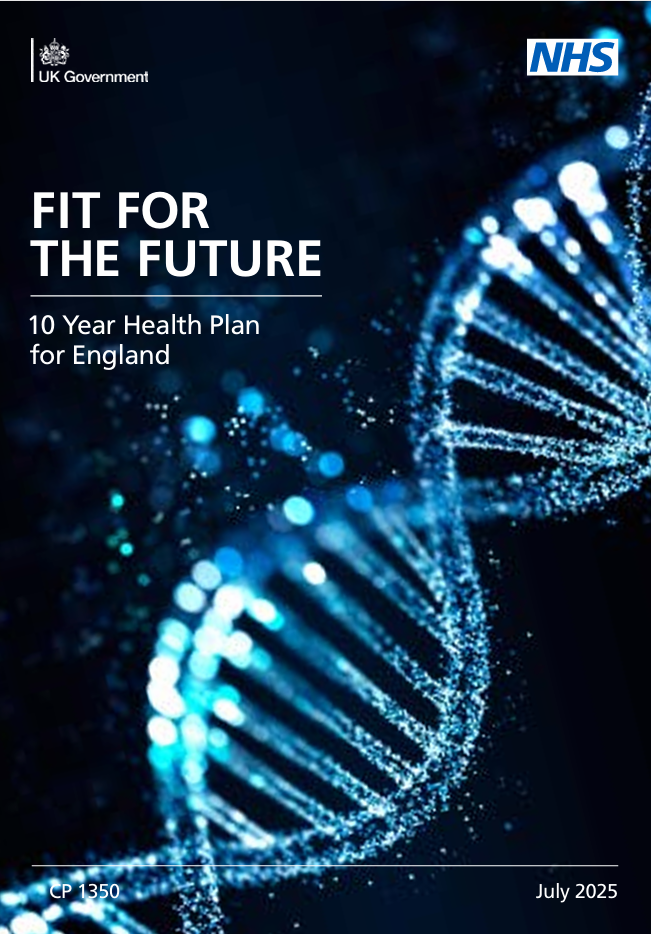 UK Government
NHS
FIT FOR
THE FUTURE
10 Year Health Plan
for England
CP 1350
July 2025